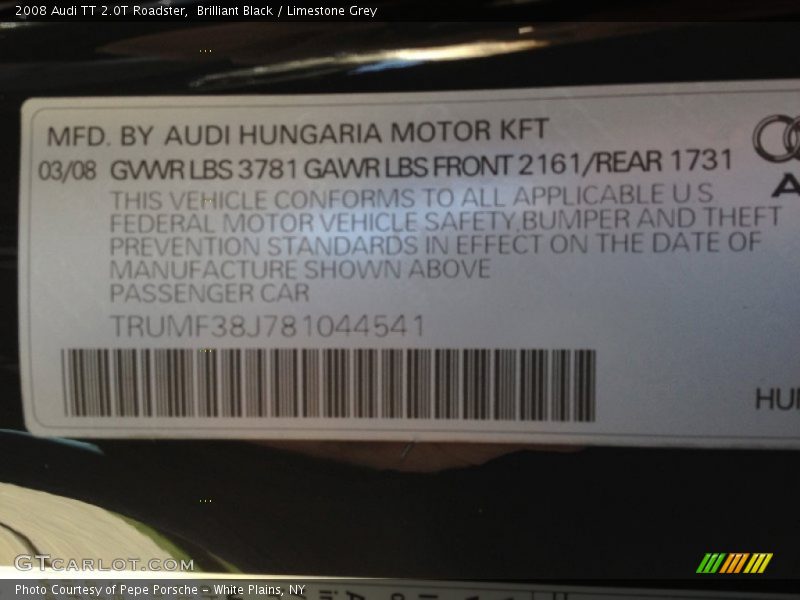 2008 Audi TT 2.0T Roadster,  Brilliant Black / Limestone Grey
MFD. BY AUDI HUNGARIA MOTOR KFT
03/08 GVWR LBS 3781 GAWR LBS FRONT 2161/REAR 1731
THIS VEHICLE CONFORMS TO ALL APPLICABLE U S
FEDERAL MOTOR VEHICLE SAFETY,BUMPER AND THEFT
PREVENTION STANDARDS IN EFFECT ON THE DATE OF
MANUFACTURE SHOWN ABOVE
PASSENGER CAR
TRUMF38J781044541
HUN
GTCARLOT.COM
Photo Courtesy of Pepe Porsche - White Plains, NY